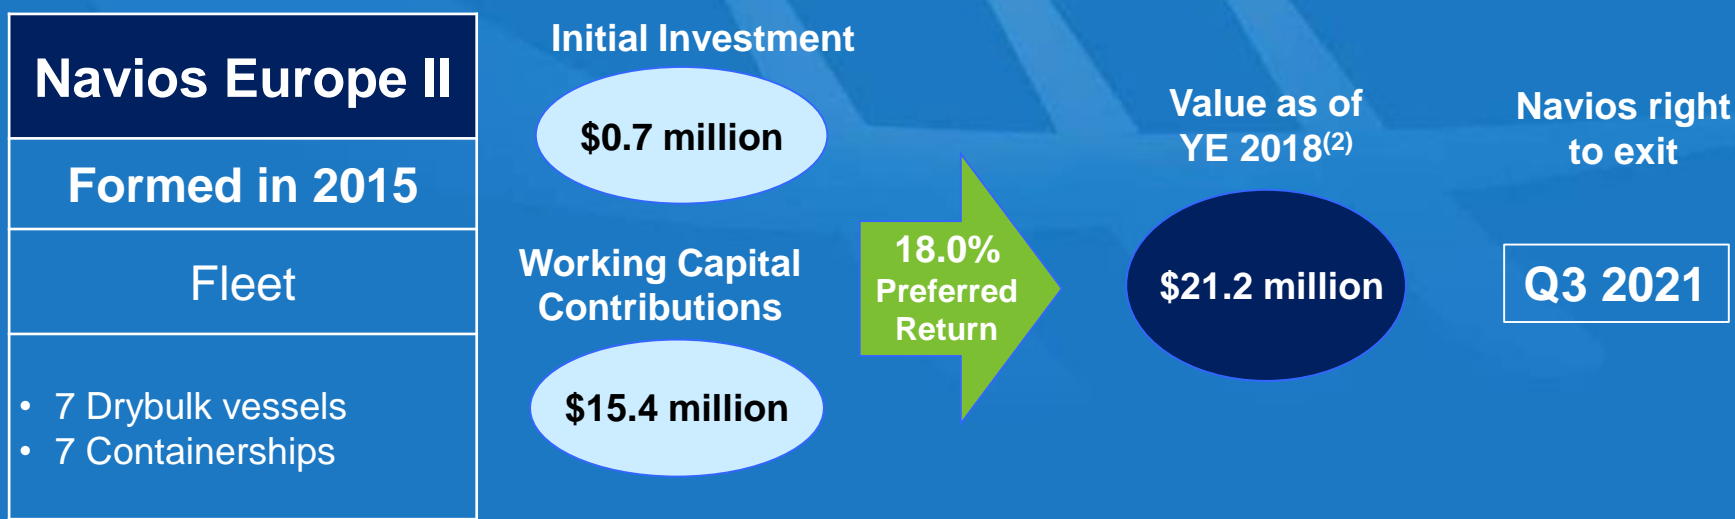 Navios Europe II
Formed in 2015
Fleet
• 7 Drybulk vessels
• 7 Containerships
Initial Investment
$0.7 million
Working Capital
Contributions
$15.4 million
18.0%
Preferred
Return
Value as of
YE 2018(2)
$21.2 million
Navios right
to exit
Q3 2021